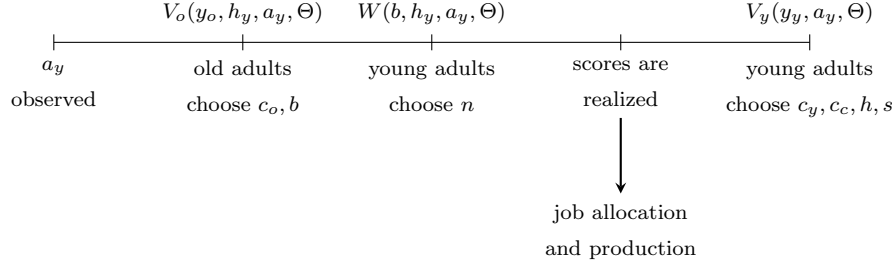 V_o(y_o, h_y, a_y, Θ) W(b, h_y, a_y, Θ) V_y(y_y, a_y, Θ)
a_y old adults young adults scores are young adults
observed choose c_o, b choose n realized choose c_y, c_c, h, s
job allocation
and production